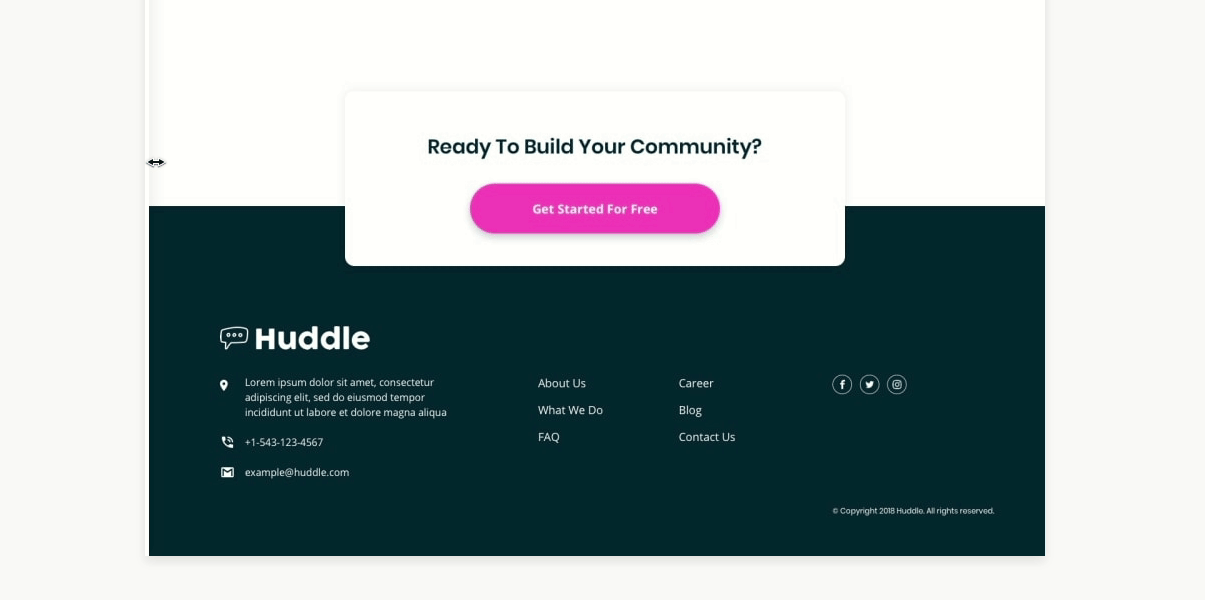 Ready To Build Your Community?
Get Started For Free
Huddle
Lorem ipsum dolor sit amet, consectetur
adipiscing elit, sed do eiusmod tempor
incididunt ut labore et dolore magna aliqua
+1-543-123-4567
example@huddle.com
About Us
What We Do
FAQ
Career
Blog
Contact Us
© Copyright 2018 Huddle. All rights reserved.